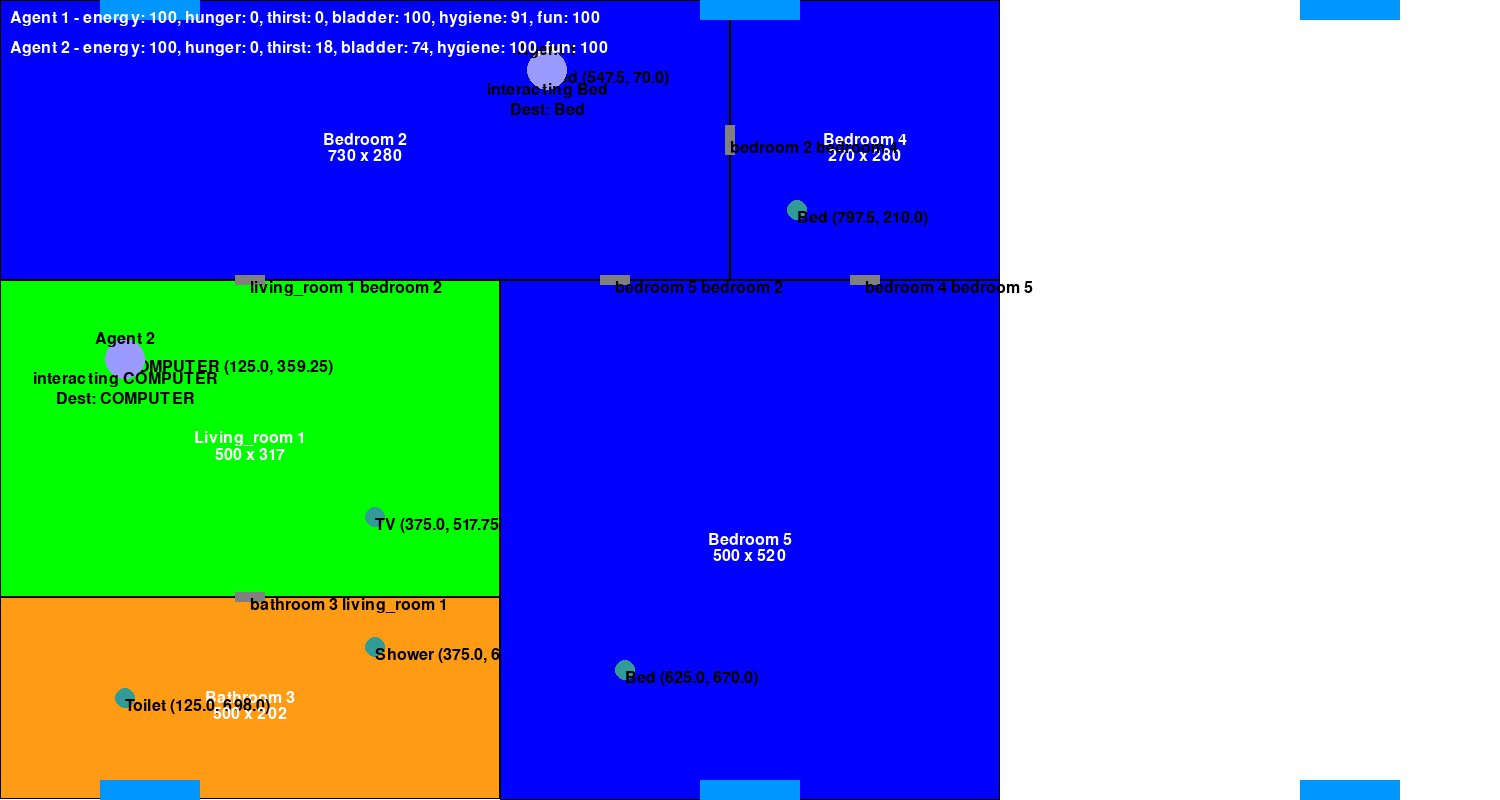 Agent 1 - energy: 100, hunger: 0, thirst: 0, bladder: 100, hygiene: 91, fun: 100
Agent 2 - energy: 100, hunger: 0, thirst: 18, bladder: 74, hygiene: 100, fun: 100
(547.5, 70.0)
interacting Bed
Dest: Bed
Bedroom 2
730 x 280
Bedroom 4
270 x 280
bedroom 2
Bed (797.5, 210.0)
living_room 1 bedroom 2
bedroom 5 bedroom 2
bedroom 4 bedroom 5
Agent 2
OMPUTER (125.0, 359.25)
interacting COMPUTER
Dest: COMPUTER
Living_room 1
500 x 317
TV (375.0, 517.75
Bedroom 5
500 x 520
bathroom 3 living_room 1
Shower (375.0, 6
Bed (625.0, 670.0)
Bathroom 3
Toilet (125.0, 698.0)
500 x 202